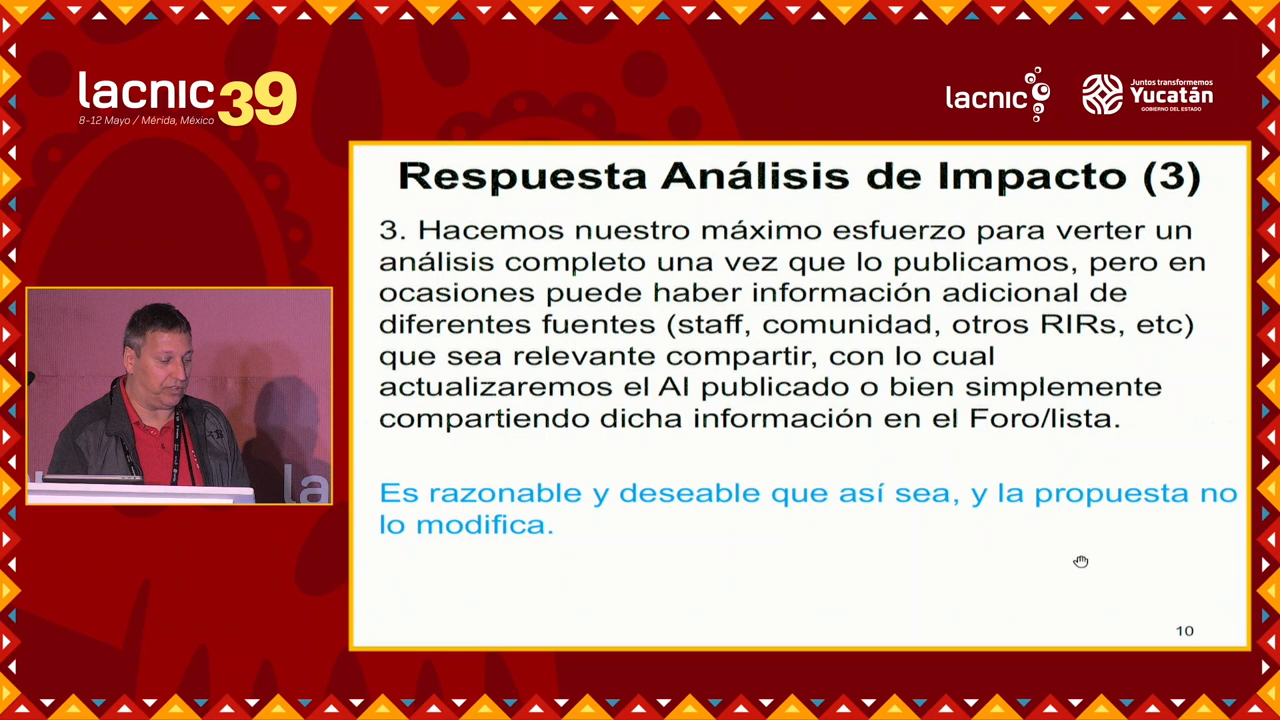 lacnic39
8-12 Mayo / Mérida, México
lacnic
Juntos transformemos
Yucatán
GOBIERNO DEL ESTADO
Respuesta Análisis de Impacto (3)
3. Hacemos nuestro máximo esfuerzo para verter un
análisis completo una vez que lo publicamos, pero en
ocasiones puede haber información adicional de
diferentes fuentes (staff, comunidad, otros RIRs, etc)
que sea relevante compartir, con lo cual
actualizaremos el AI publicado o bien simplemente
compartiendo dicha información en el Foro/lista.
Es razonable y deseable que así sea, y la propuesta no
lo modifica.
10
la